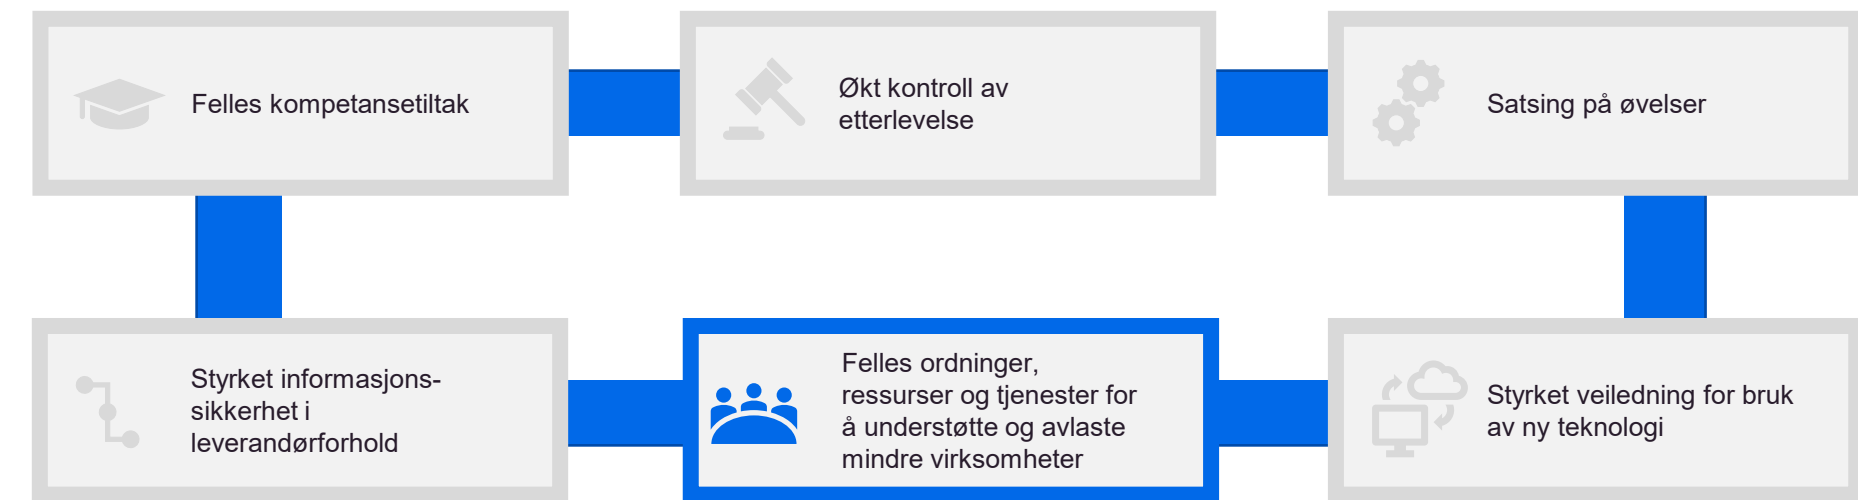 Felles kompetansetiltak
Økt kontroll av
etterlevelse
Satsing på øvelser
Styrket informasjons-
sikkerhet i
leverandørforhold
Felles ordninger,
ressurser og tjenester for
å understøtte og avlaste
mindre virksomheter
Styrket veiledning for bruk
av ny teknologi